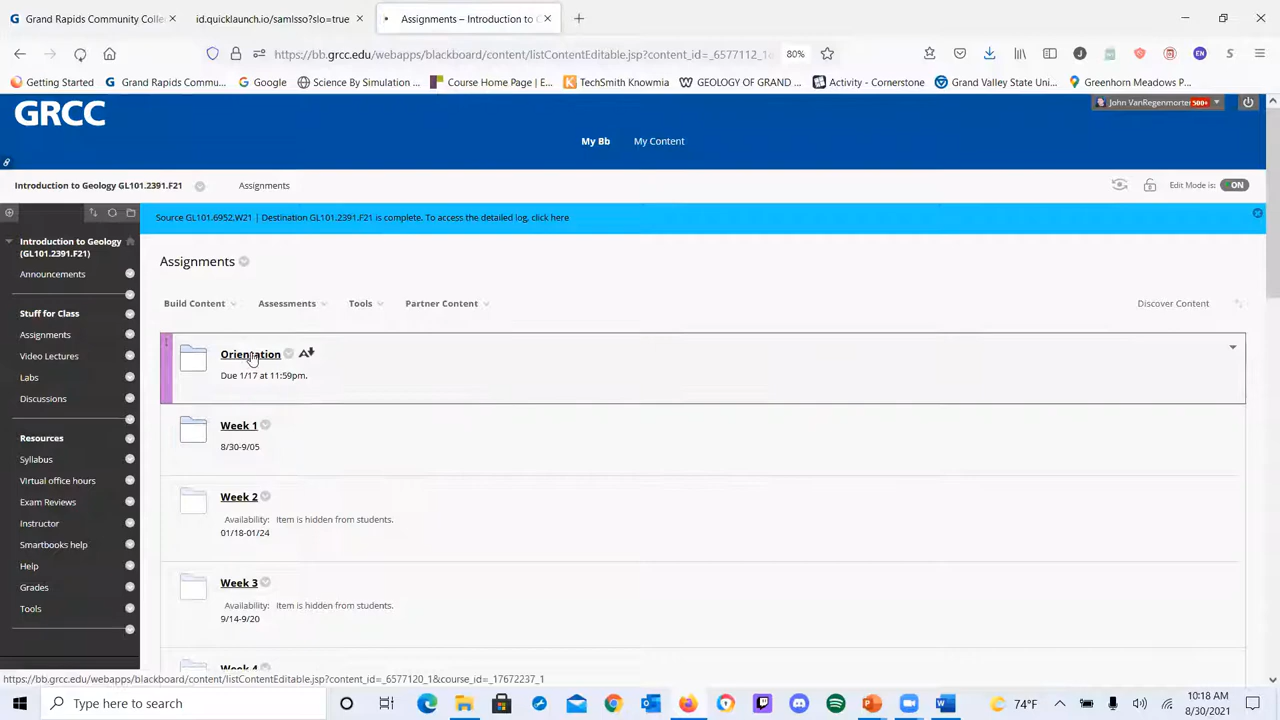 Grand Rapids Community Colle
id.quicklaunch.io/samlsso?slo=true
Assignments – Introduction to G
https://bb.grcc.edu/webapps/blackboard/content/listContentEditable.jsp?content_id=_6577112_1
80%
Getting Started
Grand Rapids Commu...
Google
Science By Simulation ...
Course Home Page | E...
TechSmith Knowmia
GEOLOGY OF GRAND ...
Activity - Cornerstone
Grand Valley State Uni...
Greenhorn Meadows P...
GRCC
John VanRegenmorter 500+
My Bb
My Content
Introduction to Geology GL101.2391.F21
Assignments
Edit Mode is: ON
Source GL101.6952.W21 | Destination GL101.2391.F21 is complete. To access the detailed log, click here
Introduction to Geology
(GL101.2391.F21)
Announcements
Stuff for Class
Assignments
Video Lectures
Labs
Discussions
Resources
Syllabus
Virtual office hours
Exam Reviews
Instructor
Smartbooks help
Help
Grades
Tools
Assignments
Build Content
Assessments
Tools
Partner Content
Discover Content
Orientation
Due 1/17 at 11:59pm.
Week 1
8/30-9/05
Week 2
Availability: Item is hidden from students.
01/18-01/24
Week 3
Availability: Item is hidden from students.
9/14-9/20
Week 4
https://bb.grcc.edu/webapps/blackboard/content/listContentEditable.jsp?content_id=_6577120_1&course_id=_17672237_1
Type here to search
74°F
10:18 AM
8/30/2021